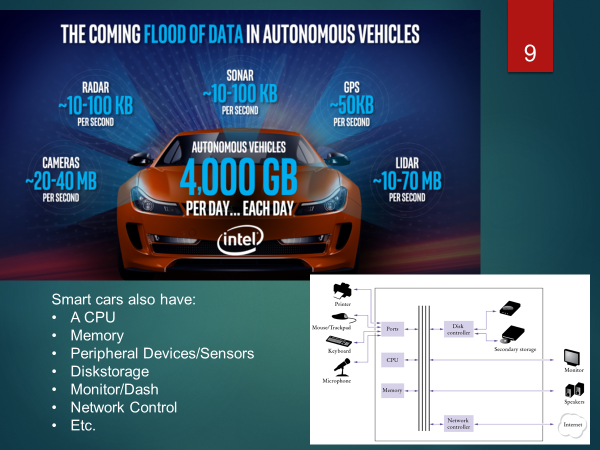 THE COMING FLOOD OF DATA IN AUTONOMOUS VEHICLES
9
RADAR
~10-100 KB
PER SECOND
SONAR
~10-100 KB
PER SECOND
GPS
~50KB
PER SECOND
CAMERAS
~20-40 MB
PER SECOND
AUTONOMOUS VEHICLES
4,000 GB
PER DAY... EACH DAY
LIDAR
~10-70 MB
PER SECOND
intel
Smart cars also have:
• A CPU
• Memory
• Peripheral Devices/Sensors
• Diskstorage
• Monitor/Dash
• Network Control
• Etc.
Printer
Mouse/Trackpad
Keyboard
Microphone
Ports
CPU
Memory
Disk
controller
Secondary storage
Network
controller
Monitor
Speakers
Internet